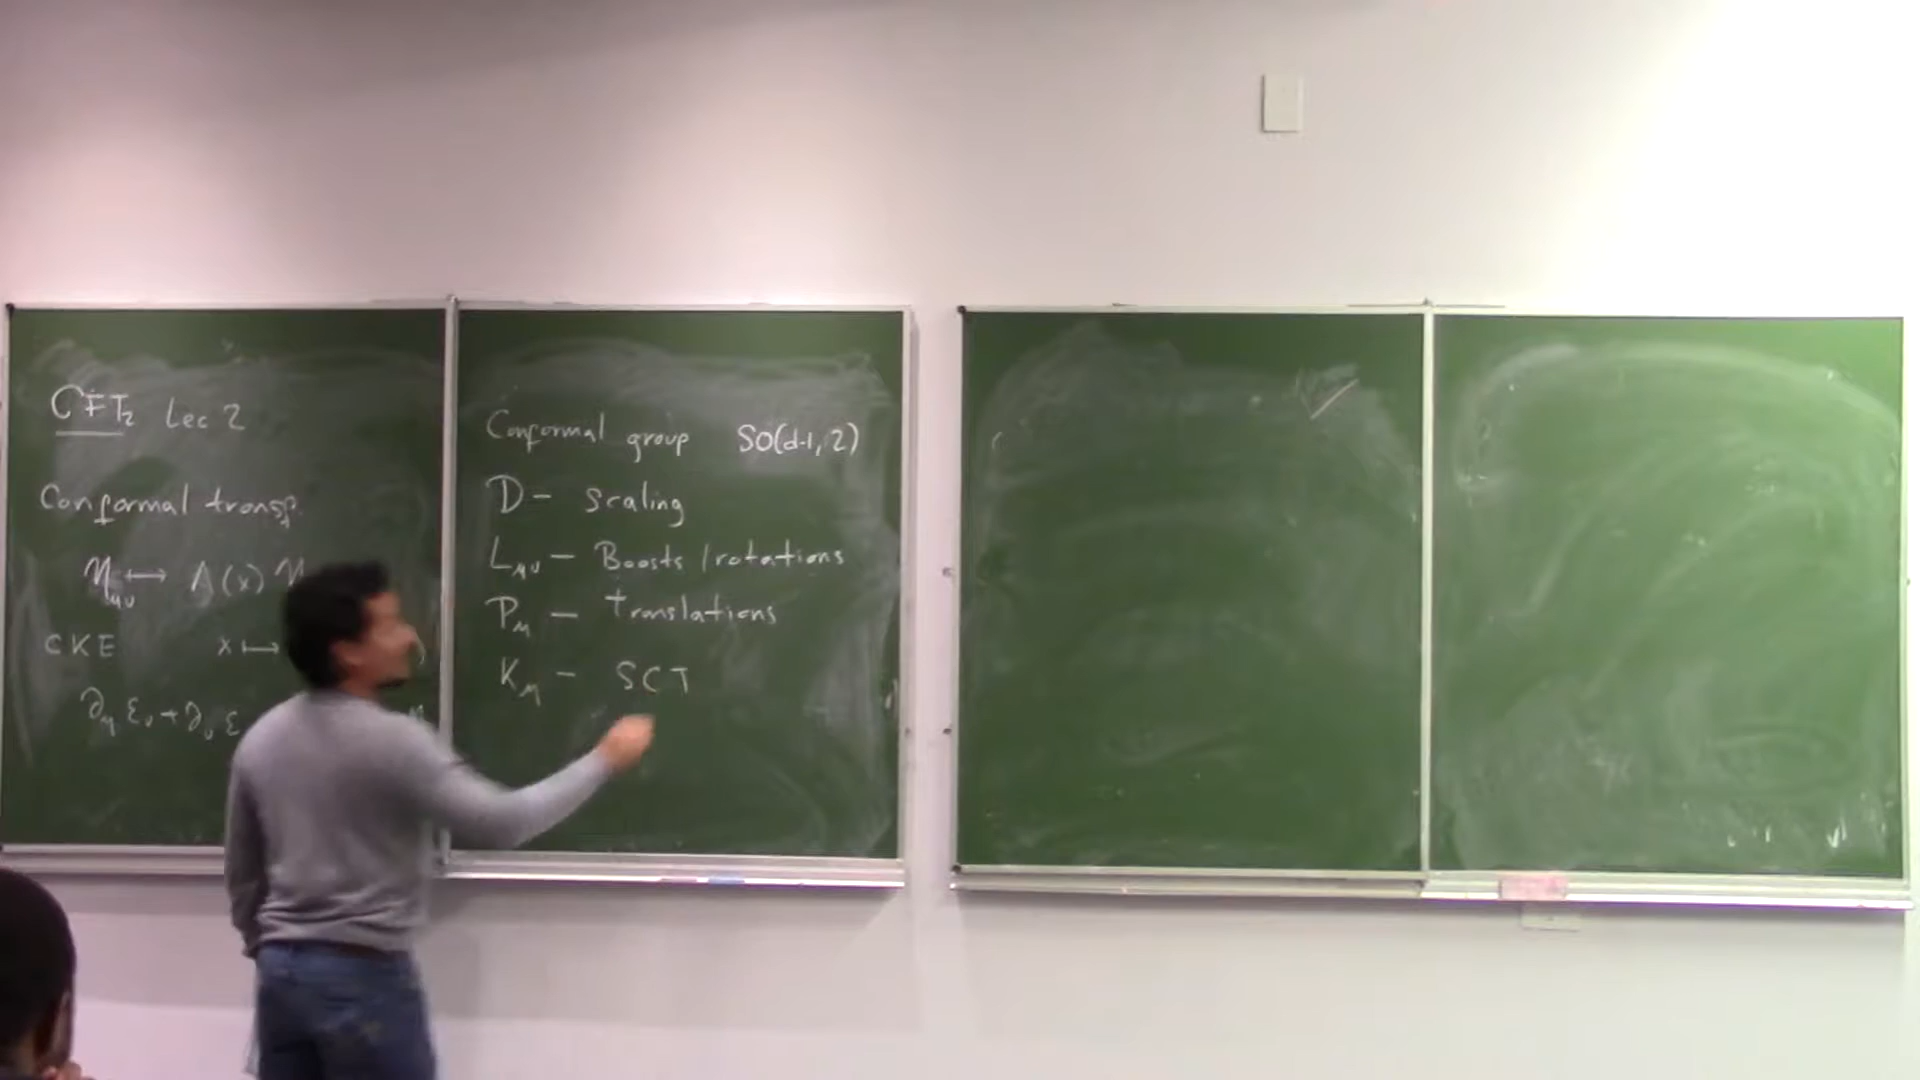 CFT₂ Lec 2
Conformal transf.
η_μν ↦ Λ(x) η
CKE x ↦
∂_μ ε_ν + ∂_ν ε
Conformal group SO(d-1, 2)
D – scaling
L_μν – Boosts / rotations
P_μ – Translations
K_μ – SCT